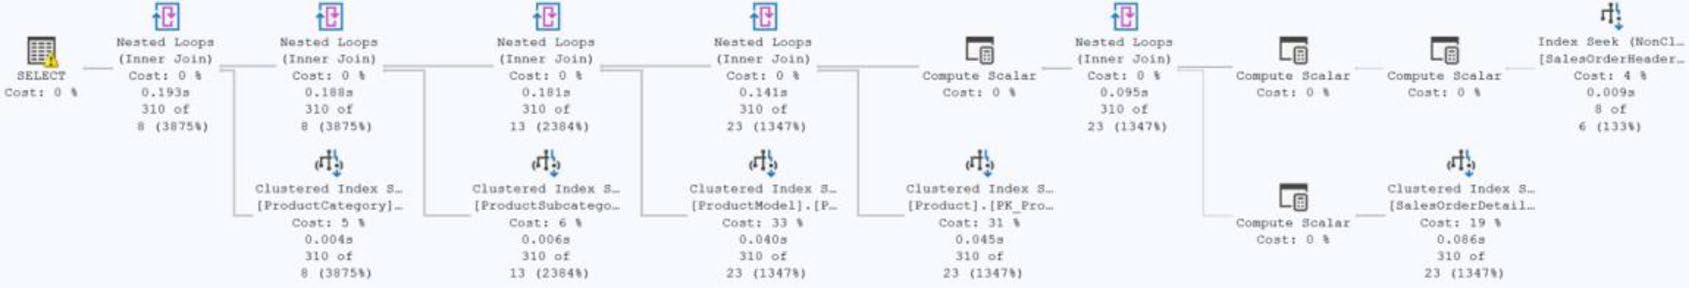 SELECT
Cost: 0 %
Nested Loops
(Inner Join)
Cost: 0 %
0.193s
310 of
8 (3875%)
Nested Loops
(Inner Join)
Cost: 0 %
0.188s
310 of
8 (3875%)
Nested Loops
(Inner Join)
Cost: 0 %
0.181s
310 of
13 (2384%)
Nested Loops
(Inner Join)
Cost: 0 %
0.141s
310 of
23 (1347%)
Compute Scalar
Cost: 0 %
Nested Loops
(Inner Join)
Cost: 0 %
0.095s
310 of
23 (1347%)
Compute Scalar
Cost: 0 %
Compute Scalar
Cost: 0 %
Index Seek (NonCl…
[SalesOrderHeader…
Cost: 4 %
0.009s
8 of
6 (133%)
Clustered Index S…
[ProductCategory]…
Cost: 5 %
0.004s
310 of
8 (3875%)
Clustered Index S…
[ProductSubcatego…
Cost: 6 %
0.006s
310 of
13 (2384%)
Clustered Index S…
[ProductModel].[P…
Cost: 33 %
0.040s
310 of
23 (1347%)
Clustered Index S…
[Product].[PK_Pro…
Cost: 31 %
0.045s
310 of
23 (1347%)
Compute Scalar
Cost: 0 %
Clustered Index S…
[SalesOrderDetail…
Cost: 19 %
0.086s
310 of
23 (1347%)